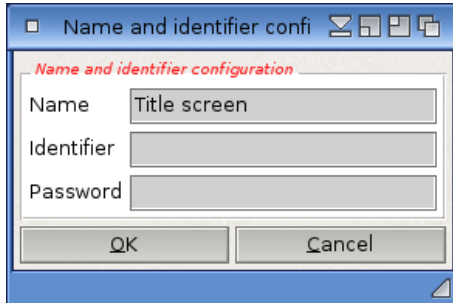 Name and identifier confi
Name and identifier configuration
Name Title screen
Identifier
Password
OK Cancel